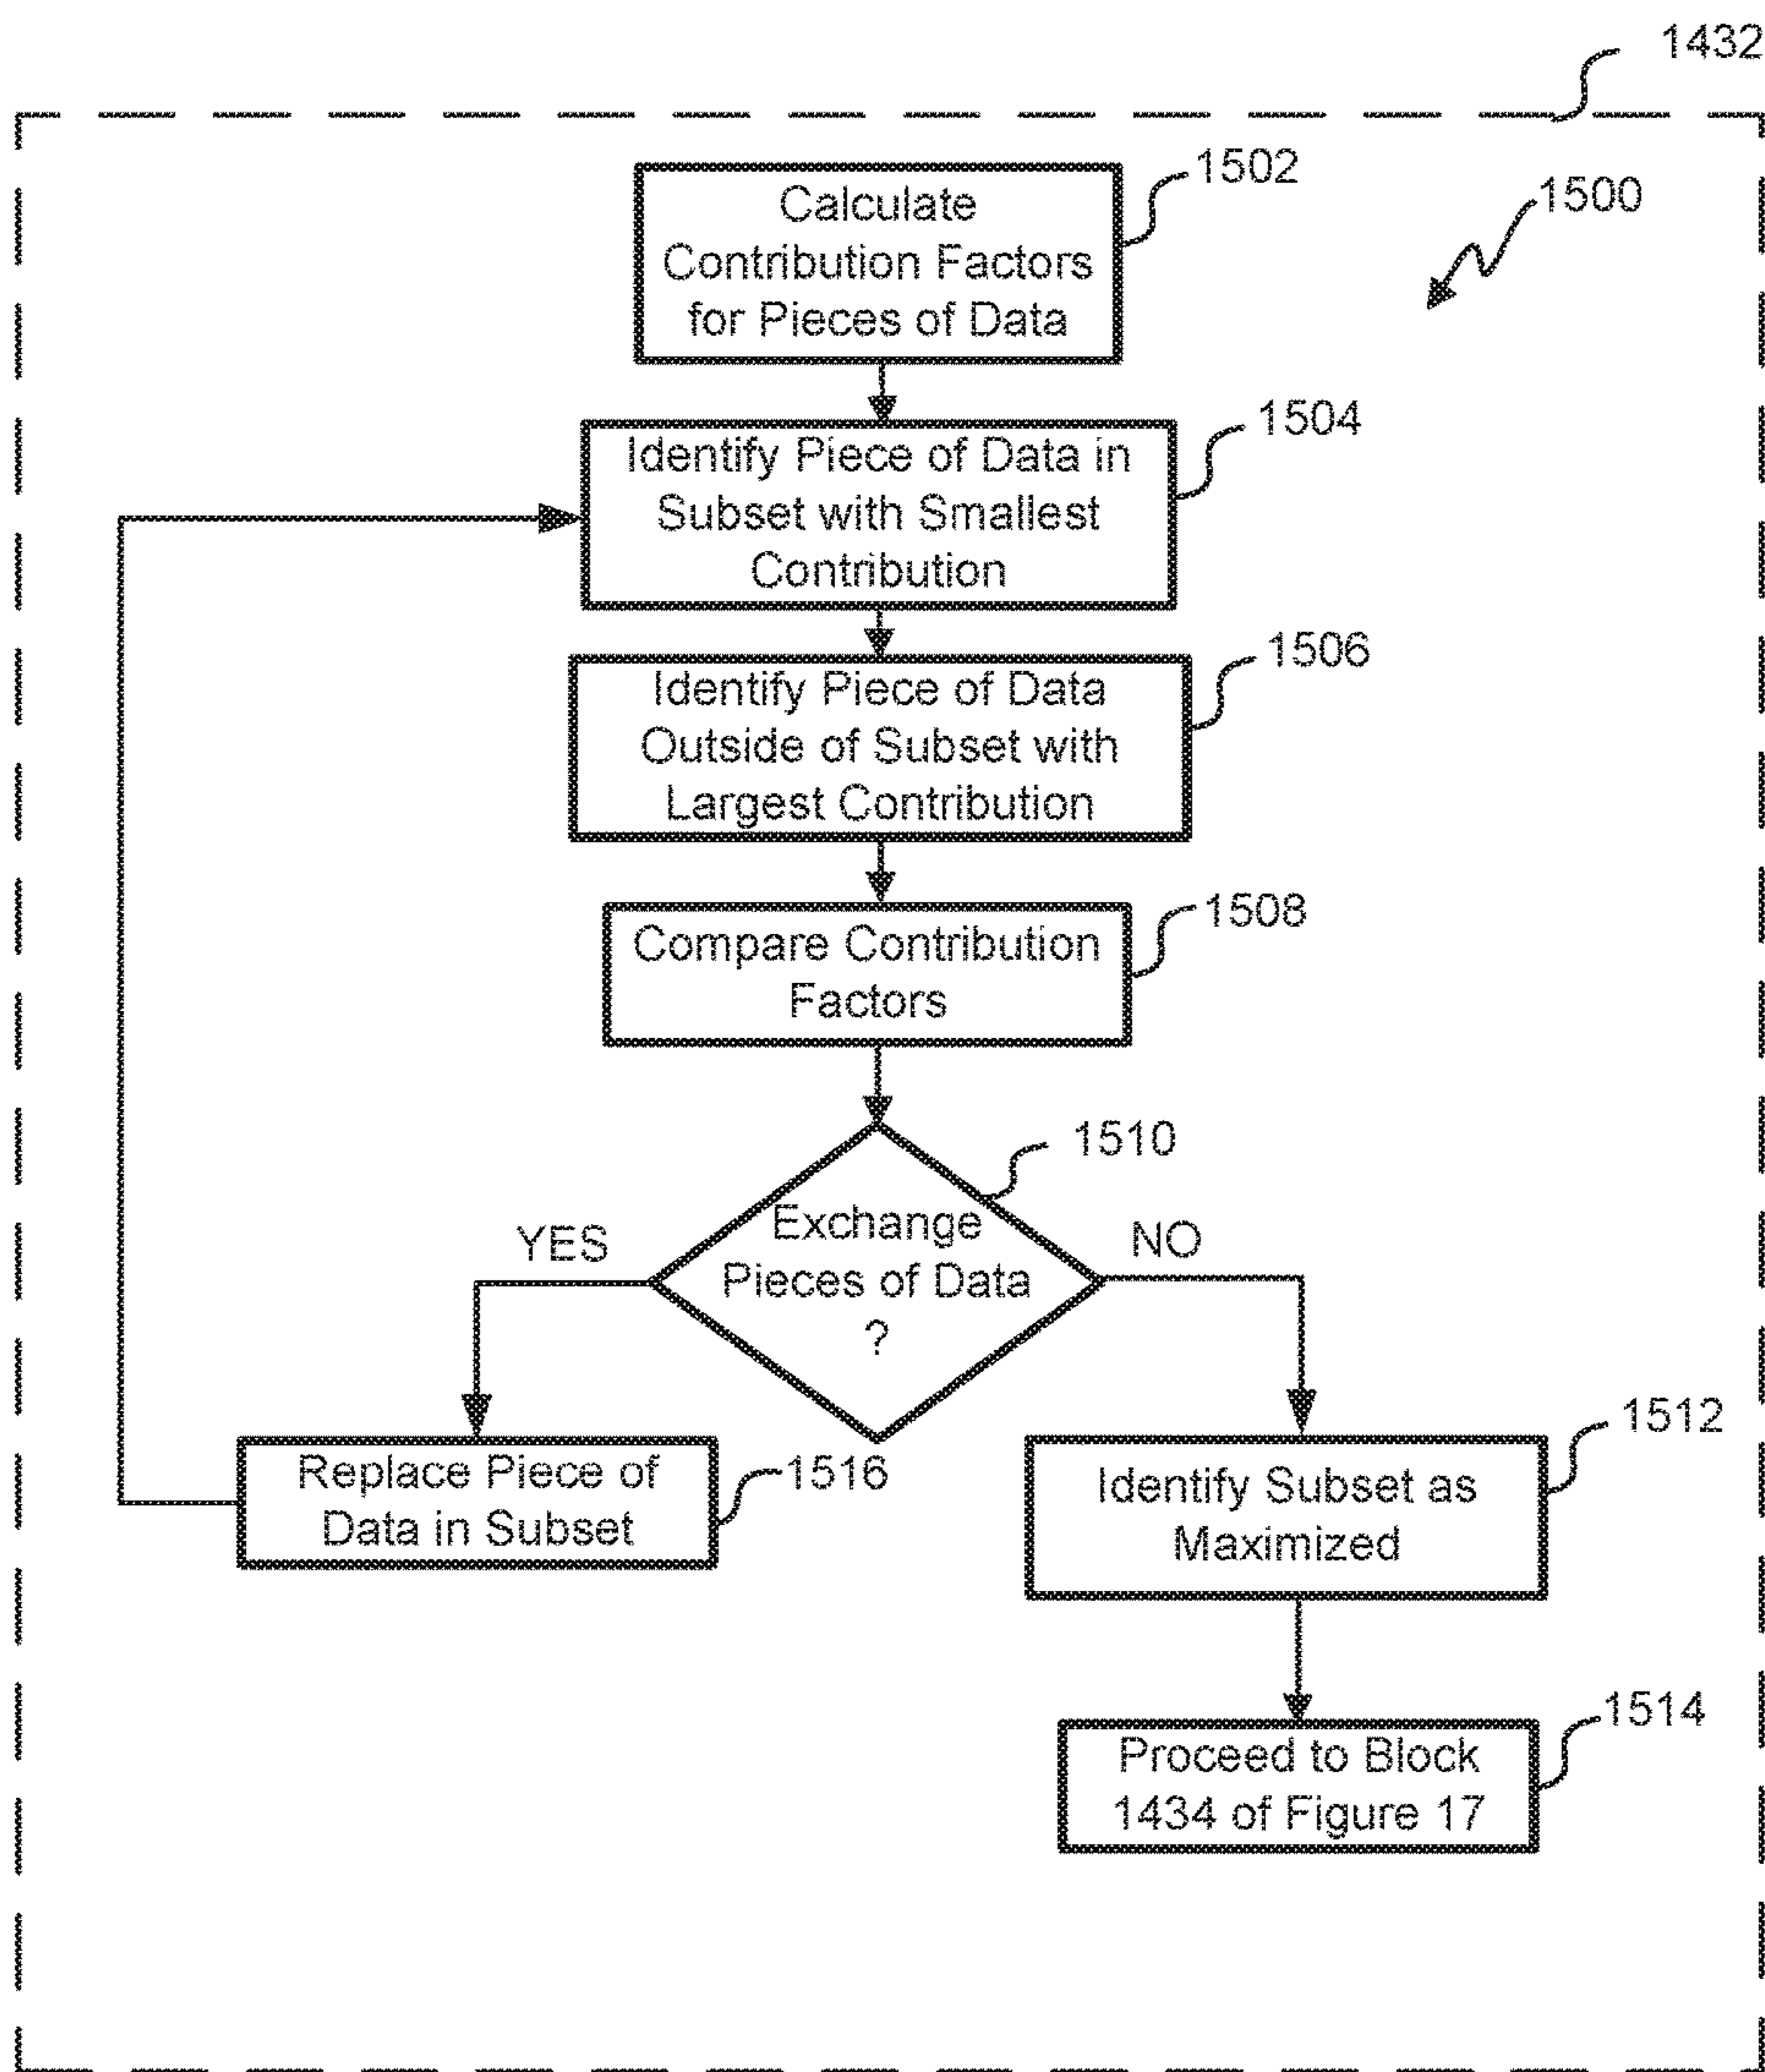 1432
1502
1500
Calculate
Contribution Factors
for Pieces of Data
1504
Identify Piece of Data in
Subset with Smallest
Contribution
1506
Identify Piece of Data
Outside of Subset with
Largest Contribution
1508
Compare Contribution
Factors
1510
Exchange
Pieces of Data
?
YES
NO
1516
Replace Piece of
Data in Subset
1512
Identify Subset as
Maximized
1514
Proceed to Block
1434 of Figure 17